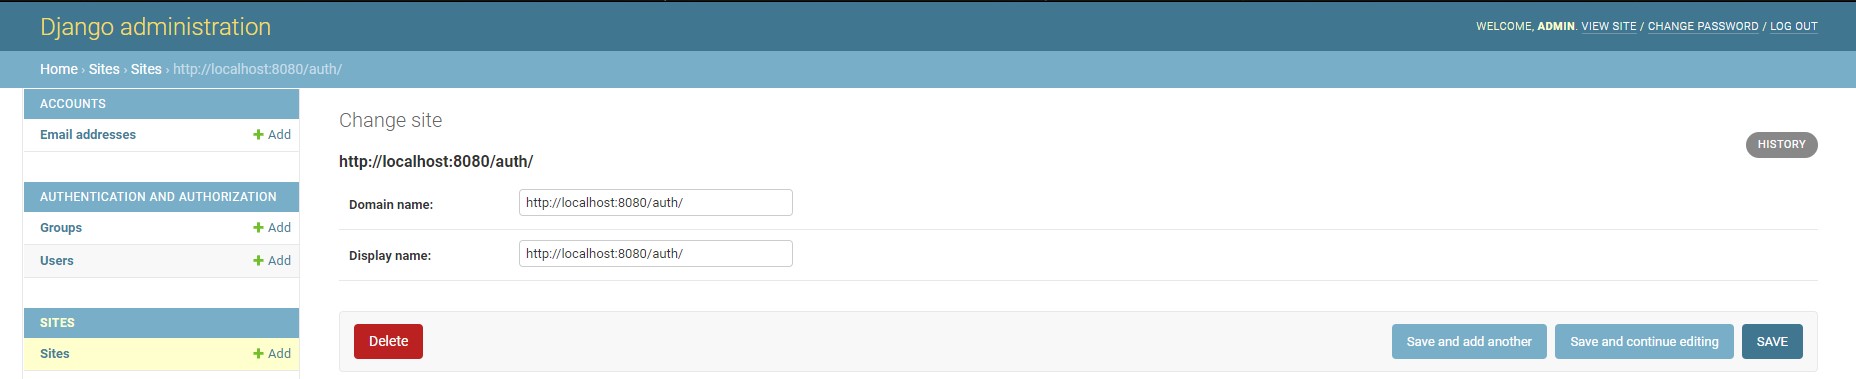 Django administration
WELCOME, ADMIN. VIEW SITE / CHANGE PASSWORD / LOG OUT
Home › Sites › Sites › http://localhost:8080/auth/
ACCOUNTS
Email addresses + Add
AUTHENTICATION AND AUTHORIZATION
Groups + Add
Users + Add
SITES
Sites + Add
Change site
HISTORY
http://localhost:8080/auth/
Domain name: http://localhost:8080/auth/
Display name: http://localhost:8080/auth/
Delete
Save and add another
Save and continue editing
SAVE